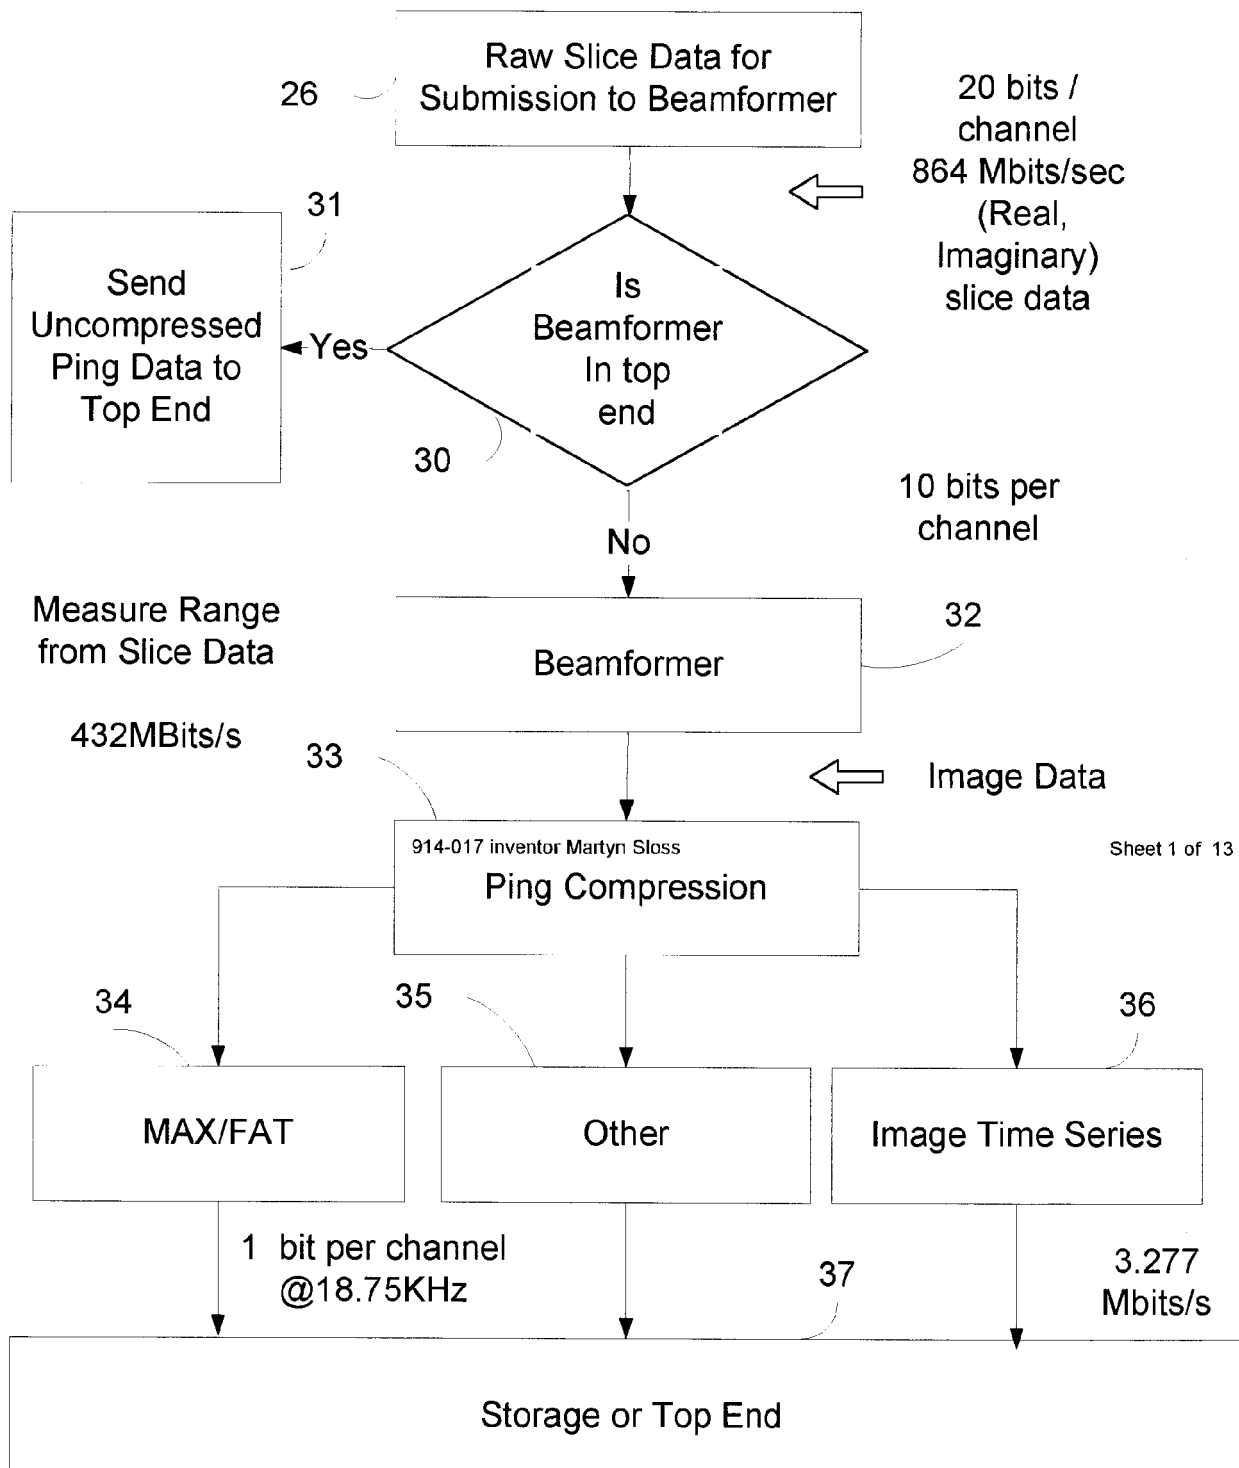 Raw Slice Data for
Submission to Beamformer
26
20 bits /
channel
864 Mbits/sec
(Real,
Imaginary)
slice data
31
Send
Uncompressed
Ping Data to
Top End
Yes
Is
Beamformer
In top
end
30
10 bits per
channel
No
Measure Range
from Slice Data
32
Beamformer
432MBits/s
33
Image Data
914-017 inventor Martyn Sloss
Sheet 1 of 13
Ping Compression
34
35
36
MAX/FAT
Other
Image Time Series
1 bit per channel
@18.75KHz
37
3.277
Mbits/s
Storage or Top End